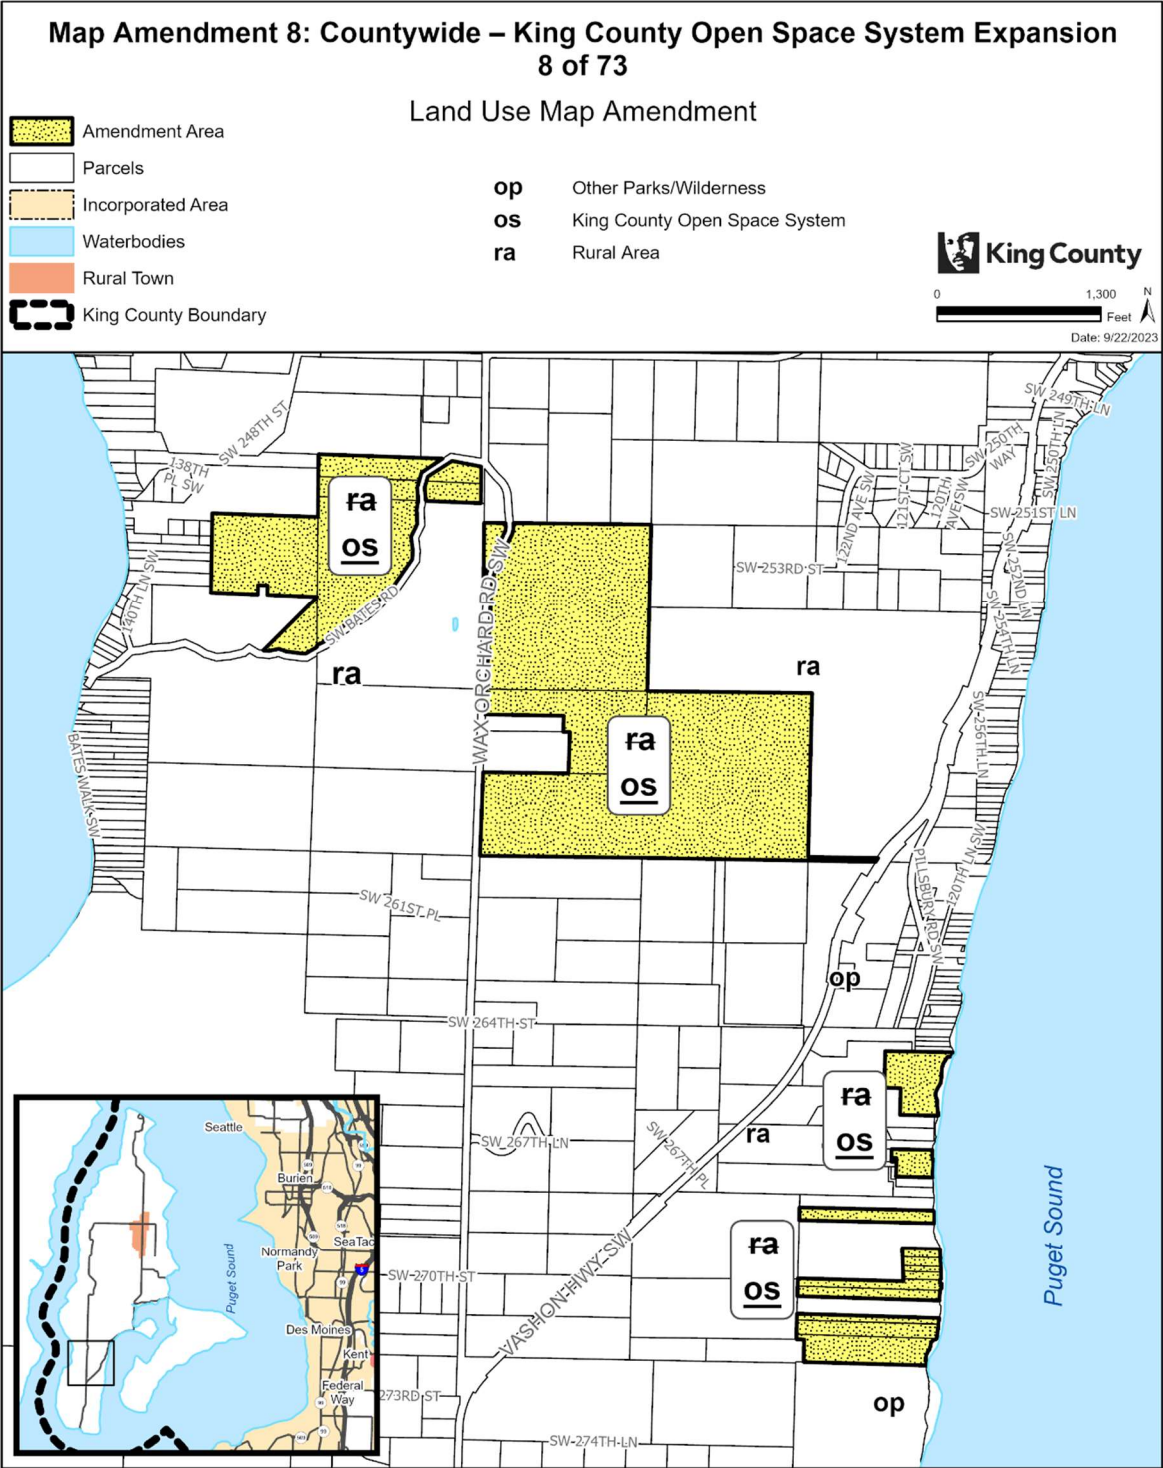 Map Amendment 8: Countywide – King County Open Space System Expansion
8 of 73
Land Use Map Amendment
Amendment Area
Parcels
Incorporated Area
Waterbodies
Rural Town
King County Boundary
op Other Parks/Wilderness
os King County Open Space System
ra Rural Area
King County
0 1,300
Feet
N
Date: 9/22/2023
SW 249TH LN
SW 248TH ST
138TH
PL SW
SW 250TH
WAY
SW 250TH LN
121ST CT SW
120TH
AVE SW
122ND AVE SW
SW 251ST LN
ra
os
SW 252ND LN
SW 253RD ST
140TH LN SW
SW BATES RD
WAX ORCHARD RD SW
SW 254TH LN
ra
ra
SW 256TH LN
ra
os
BATES WALK SW
PILLSBURY RD SW
120TH LN SW
SW 261ST PL
op
SW 264TH ST
ra
os
ra
SW 267TH LN
SW 267TH PL
Puget Sound
ra
os
VASHON HWY SW
SW 270TH ST
273RD ST
op
SW 274TH LN
Seattle
Burien
SeaTac
Normandy
Park
Puget Sound
Des Moines
Kent
Federal
Way